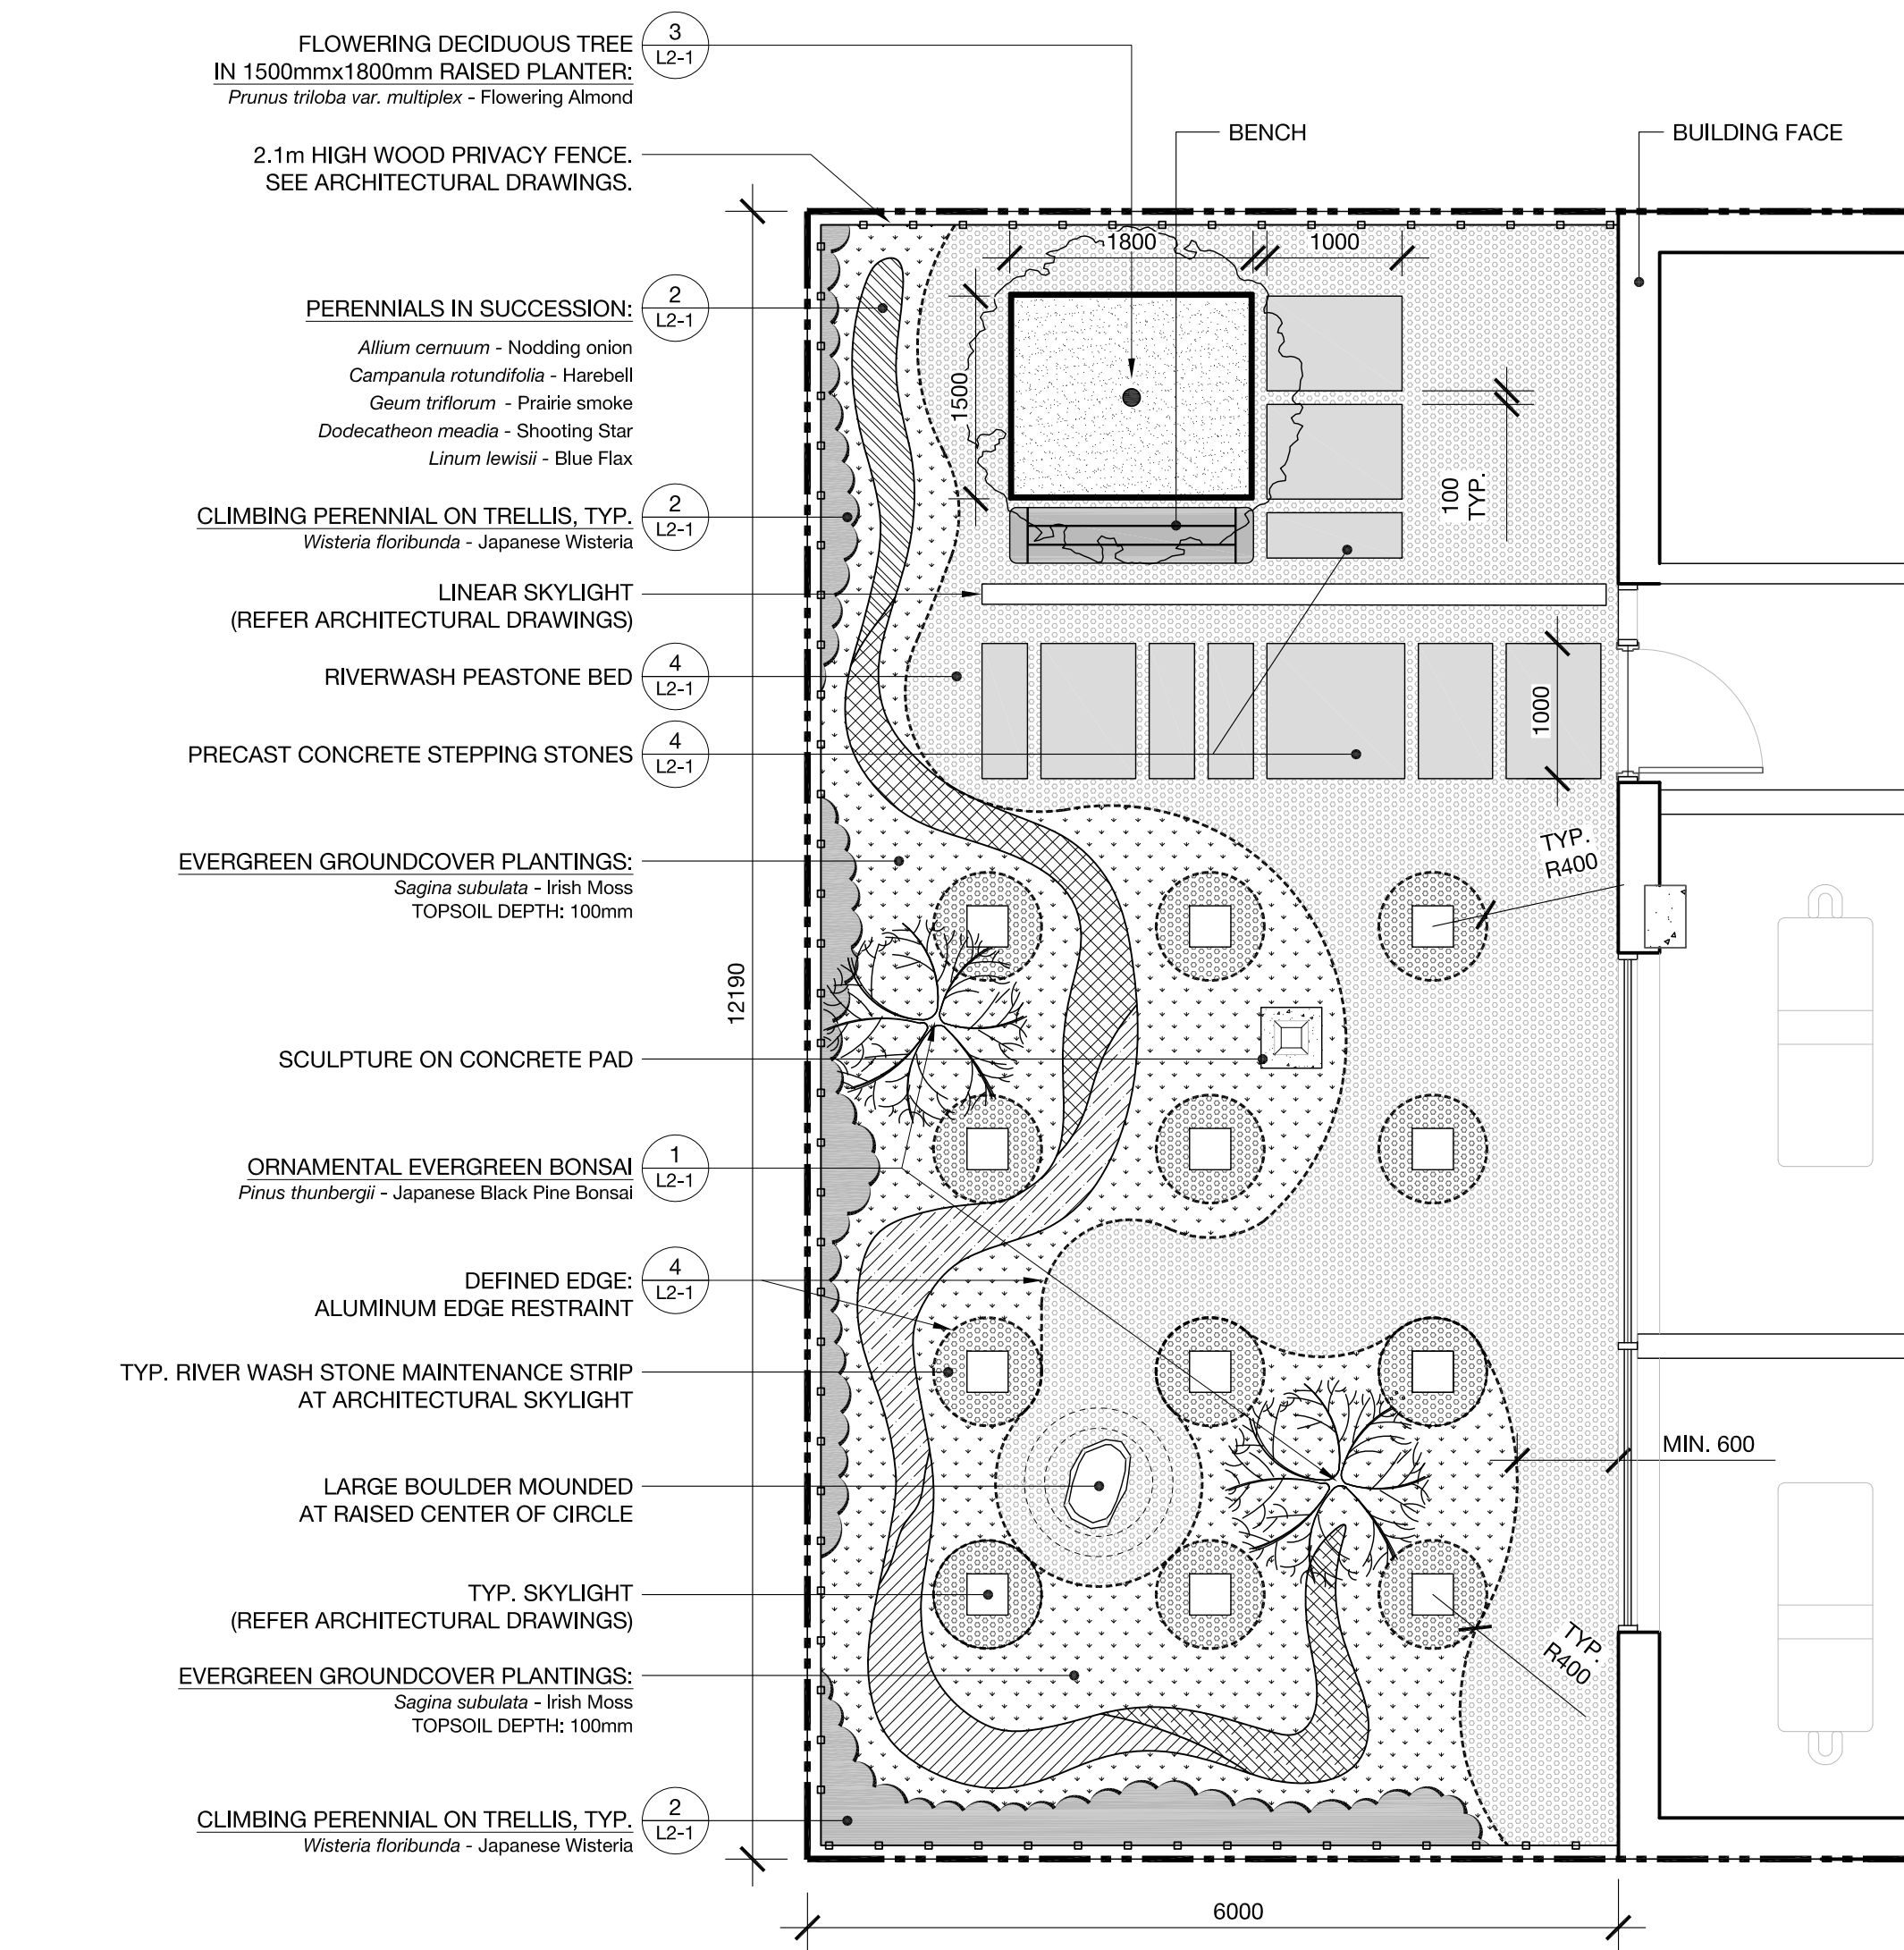 FLOWERING DECIDUOUS TREE
IN 1500mmx1800mm RAISED PLANTER:
Prunus triloba var. multiplex - Flowering Almond
3
L2-1
BENCH
BUILDING FACE
2.1m HIGH WOOD PRIVACY FENCE.
SEE ARCHITECTURAL DRAWINGS.
1800
1000
PERENNIALS IN SUCCESSION:
2
L2-1
Allium cernuum - Nodding onion
Campanula rotundifolia - Harebell
Geum triflorum - Prairie smoke
Dodecatheon meadia - Shooting Star
Linum lewisii - Blue Flax
1500
100
TYP.
CLIMBING PERENNIAL ON TRELLIS, TYP.
Wisteria floribunda - Japanese Wisteria
2
L2-1
LINEAR SKYLIGHT
(REFER ARCHITECTURAL DRAWINGS)
RIVERWASH PEASTONE BED
4
L2-1
1000
PRECAST CONCRETE STEPPING STONES
4
L2-1
TYP.
R400
EVERGREEN GROUNDCOVER PLANTINGS:
Sagina subulata - Irish Moss
TOPSOIL DEPTH: 100mm
12190
SCULPTURE ON CONCRETE PAD
ORNAMENTAL EVERGREEN BONSAI
Pinus thunbergii - Japanese Black Pine Bonsai
1
L2-1
DEFINED EDGE:
ALUMINUM EDGE RESTRAINT
4
L2-1
TYP. RIVER WASH STONE MAINTENANCE STRIP
AT ARCHITECTURAL SKYLIGHT
MIN. 600
LARGE BOULDER MOUNDED
AT RAISED CENTER OF CIRCLE
TYP. SKYLIGHT
(REFER ARCHITECTURAL DRAWINGS)
TYP.
R400
EVERGREEN GROUNDCOVER PLANTINGS:
Sagina subulata - Irish Moss
TOPSOIL DEPTH: 100mm
CLIMBING PERENNIAL ON TRELLIS, TYP.
Wisteria floribunda - Japanese Wisteria
2
L2-1
6000